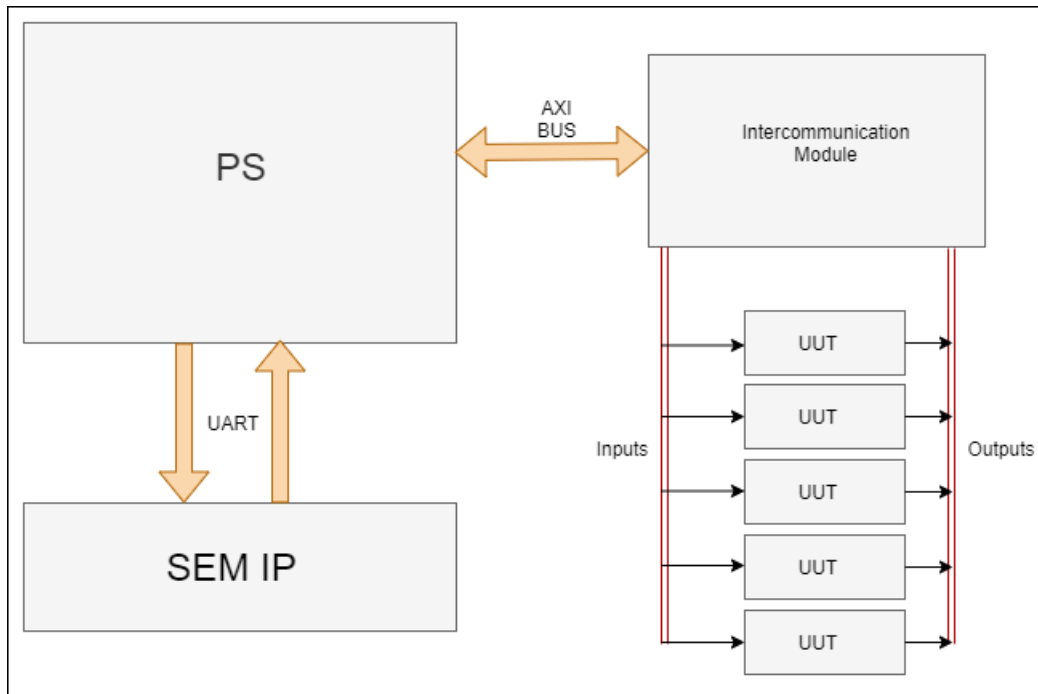 PS
AXI
BUS
Intercommunication
Module
UART
SEM IP
Inputs
Outputs
UUT
UUT
UUT
UUT
UUT